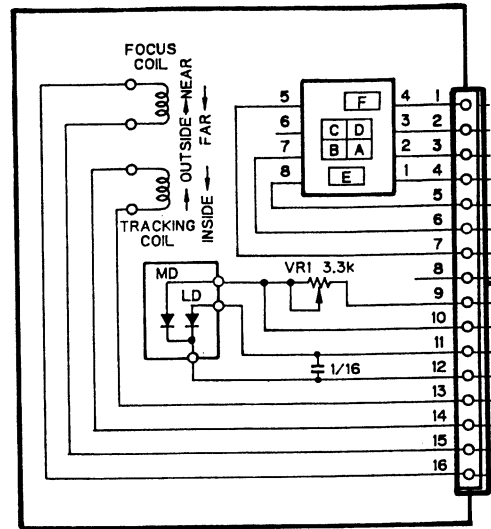 FOCUS
COIL
NEAR
FAR
OUTSIDE
INSIDE
TRACKING
COIL
5
6
7
8
F
C D
B A
E
4
3
2
1
1
2
3
4
5
6
7
8
9
10
11
12
13
14
15
16
MD
LD
VR1 3.3k
1/16